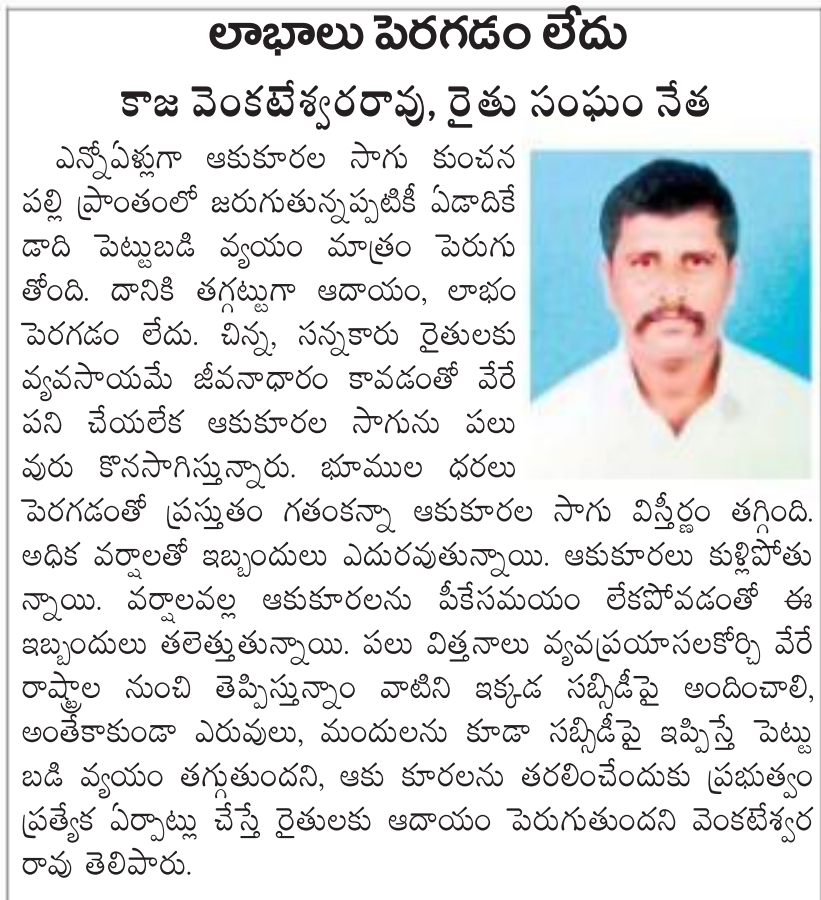 లాభాలు పెరగడం లేదు
కాజ వెంకటేశ్వరరావు, రైతు సంఘం నేత
ఎన్నోఏళ్లుగా ఆకుకూరల సాగు కుంచన
పల్లి ప్రాంతంలో జరుగుతున్నప్పటికీ ఏడాదికే
డాది పెట్టుబడి వ్యయం మాత్రం పెరుగు
తోంది. దానికి తగ్గట్టుగా ఆదాయం, లాభం
పెరగడం లేదు. చిన్న, సన్నకారు రైతులకు
వ్యవసాయమే జీవనాధారం కావడంతో వేరే
పని చేయలేక ఆకుకూరల సాగును పలు
వురు కొనసాగిస్తున్నారు. భూముల ధరలు
పెరగడంతో ప్రస్తుతం గతంకన్నా ఆకుకూరల సాగు విస్తీర్ణం తగ్గింది.
అధిక వర్షాలతో ఇబ్బందులు ఎదురవుతున్నాయి. ఆకుకూరలు కుళ్లిపోతు
న్నాయి. వర్షాలవల్ల ఆకుకూరలను పీకేసమయం లేకపోవడంతో ఈ
ఇబ్బందులు తలెత్తుతున్నాయి. పలు విత్తనాలు వ్యవప్రయాసలకోర్చి వేరే
రాష్ట్రాల నుంచి తెప్పిస్తున్నాం వాటిని ఇక్కడ సబ్సిడీపై అందించాలి,
అంతేకాకుండా ఎరువులు, మందులను కూడా సబ్సిడీపై ఇప్పిస్తే పెట్టు
బడి వ్యయం తగ్గుతుందని, ఆకు కూరలను తరలించేందుకు ప్రభుత్వం
ప్రత్యేక ఏర్పాట్లు చేస్తే రైతులకు ఆదాయం పెరుగుతుందని వెంకటేశ్వర
రావు తెలిపారు.